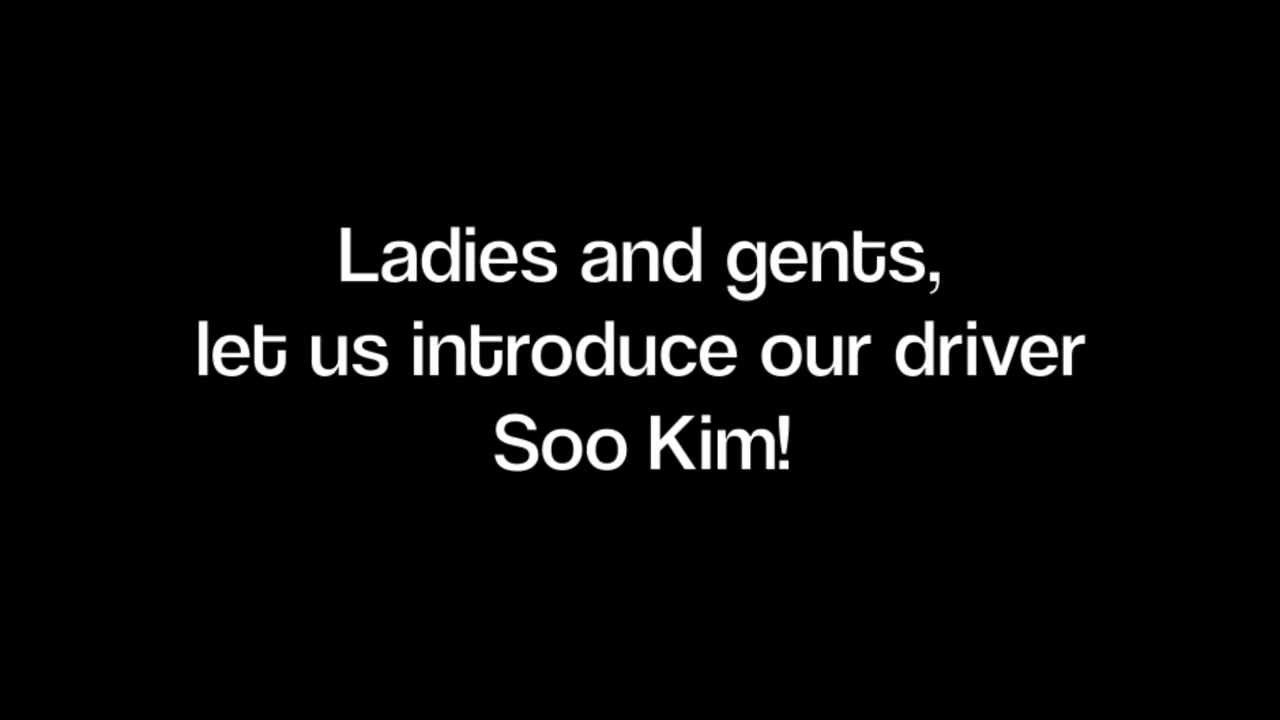 Ladies and gents,
let us introduce our driver
Soo Kim!